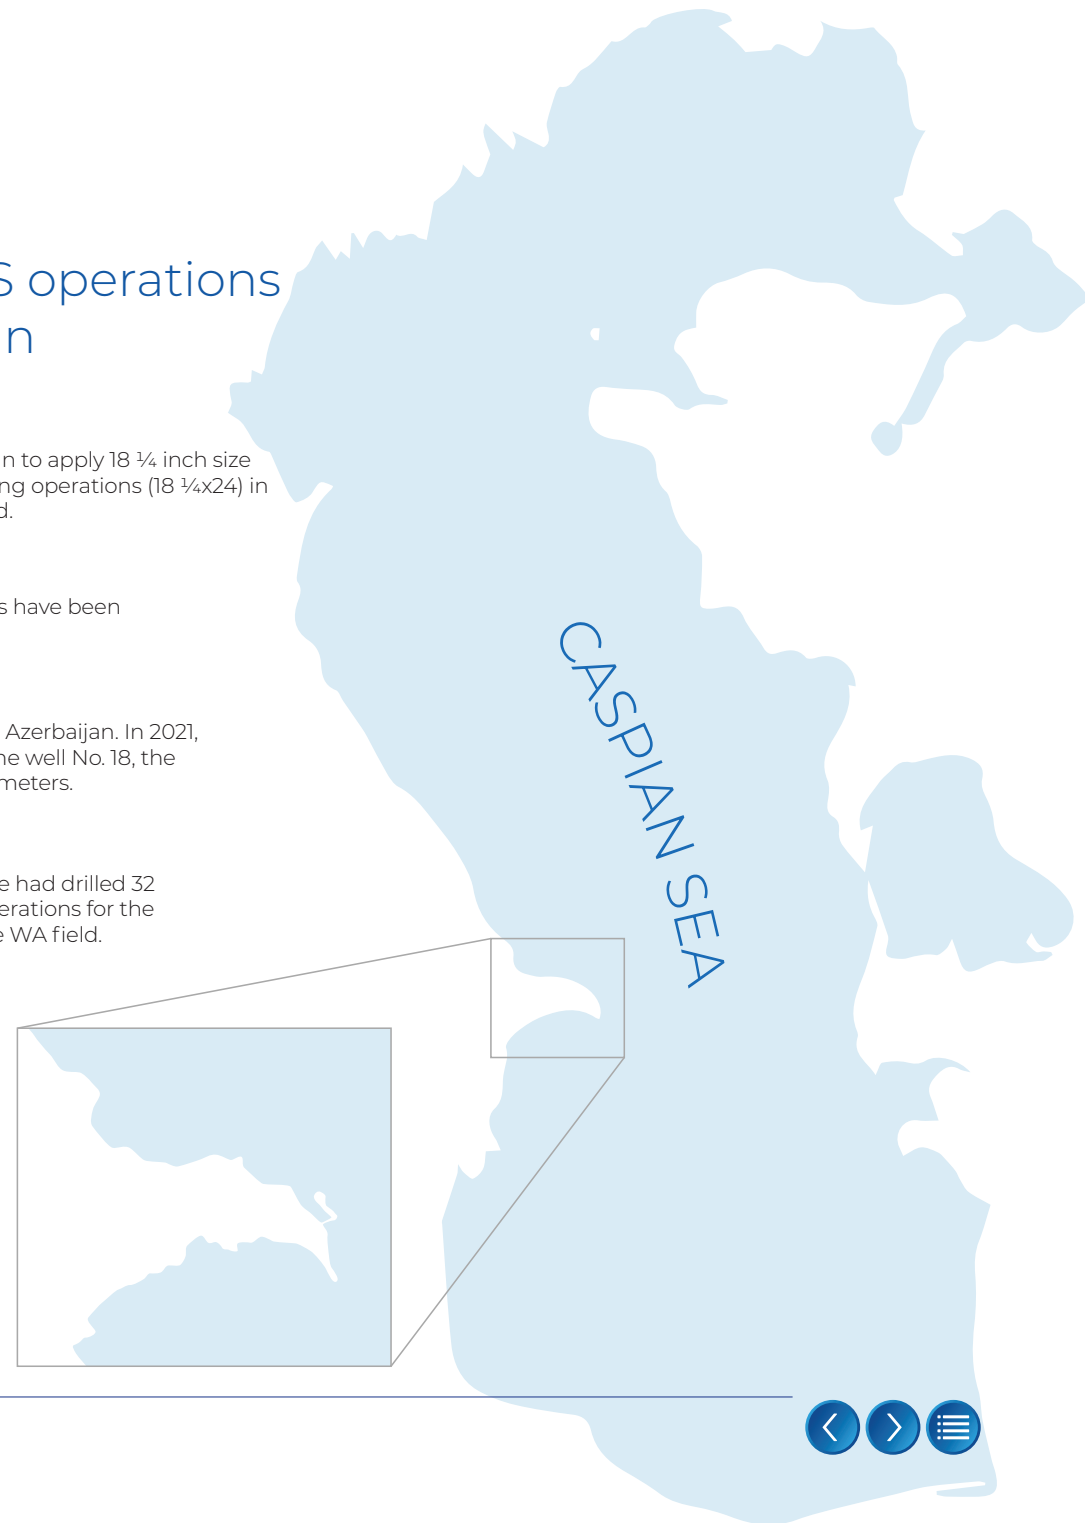 S operations
n
n to apply 18 ¼ inch size
ng operations (18 ¼x24) in
d.
s have been
Azerbaijan. In 2021,
he well No. 18, the
meters.
e had drilled 32
erations for the
e WA field.
CASPIAN SEA